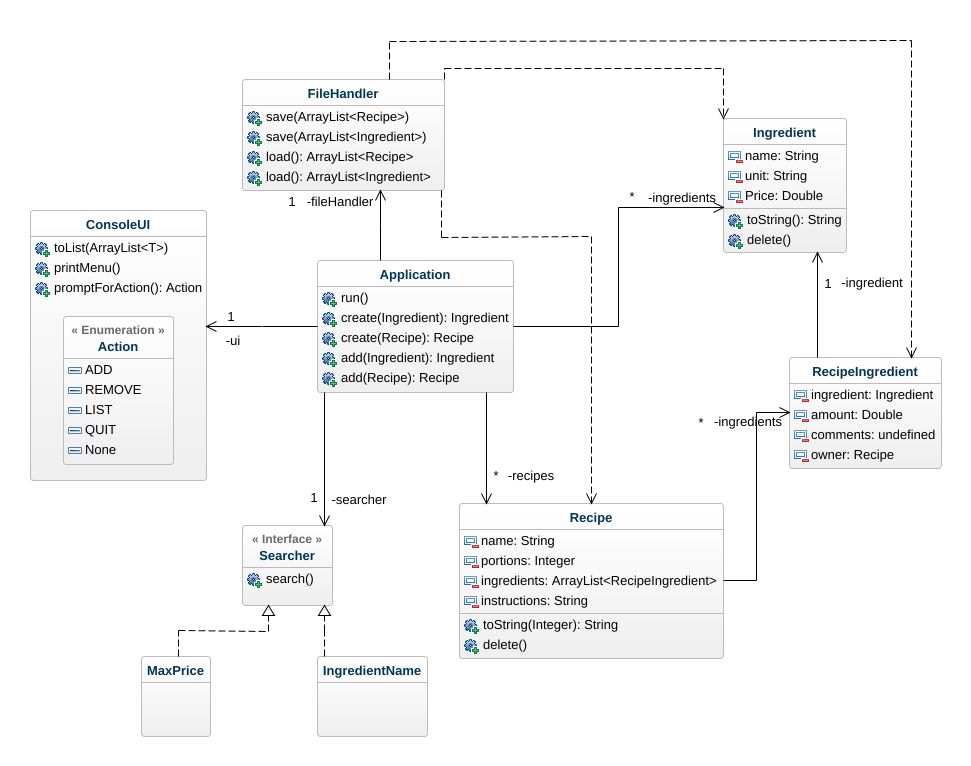 FileHandler
save(ArrayList<Recipe>)
save(ArrayList<Ingredient>)
load(): ArrayList<Recipe>
load(): ArrayList<Ingredient>
1 -fileHandler
Ingredient
name: String
unit: String
Price: Double
toString(): String
delete()
* -ingredients
ConsoleUI
toList(ArrayList<T>)
printMenu()
promptForAction(): Action
« Enumeration »
Action
ADD
REMOVE
LIST
QUIT
None
1
-ui
Application
run()
create(Ingredient): Ingredient
create(Recipe): Recipe
add(Ingredient): Ingredient
add(Recipe): Recipe
1 -ingredient
RecipeIngredient
ingredient: Ingredient
amount: Double
comments: undefined
owner: Recipe
* -ingredients
1 -searcher
* -recipes
« Interface »
Searcher
search()
Recipe
name: String
portions: Integer
ingredients: ArrayList<RecipeIngredient>
instructions: String
toString(Integer): String
delete()
MaxPrice
IngredientName